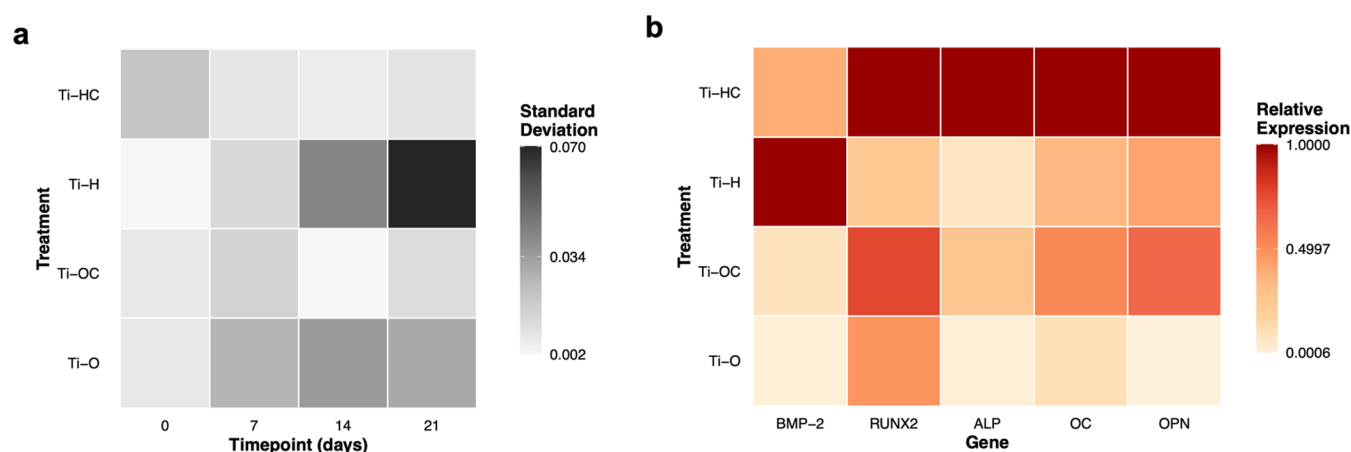 a
Treatment
Ti−HC
Ti−H
Ti−OC
Ti−O
0 7 14 21
Timepoint (days)
Standard
Deviation
0.070
0.034
0.002
b
Treatment
Ti−HC
Ti−H
Ti−OC
Ti−O
BMP−2 RUNX2 ALP OC OPN
Gene
Relative
Expression
1.0000
0.4997
0.0006